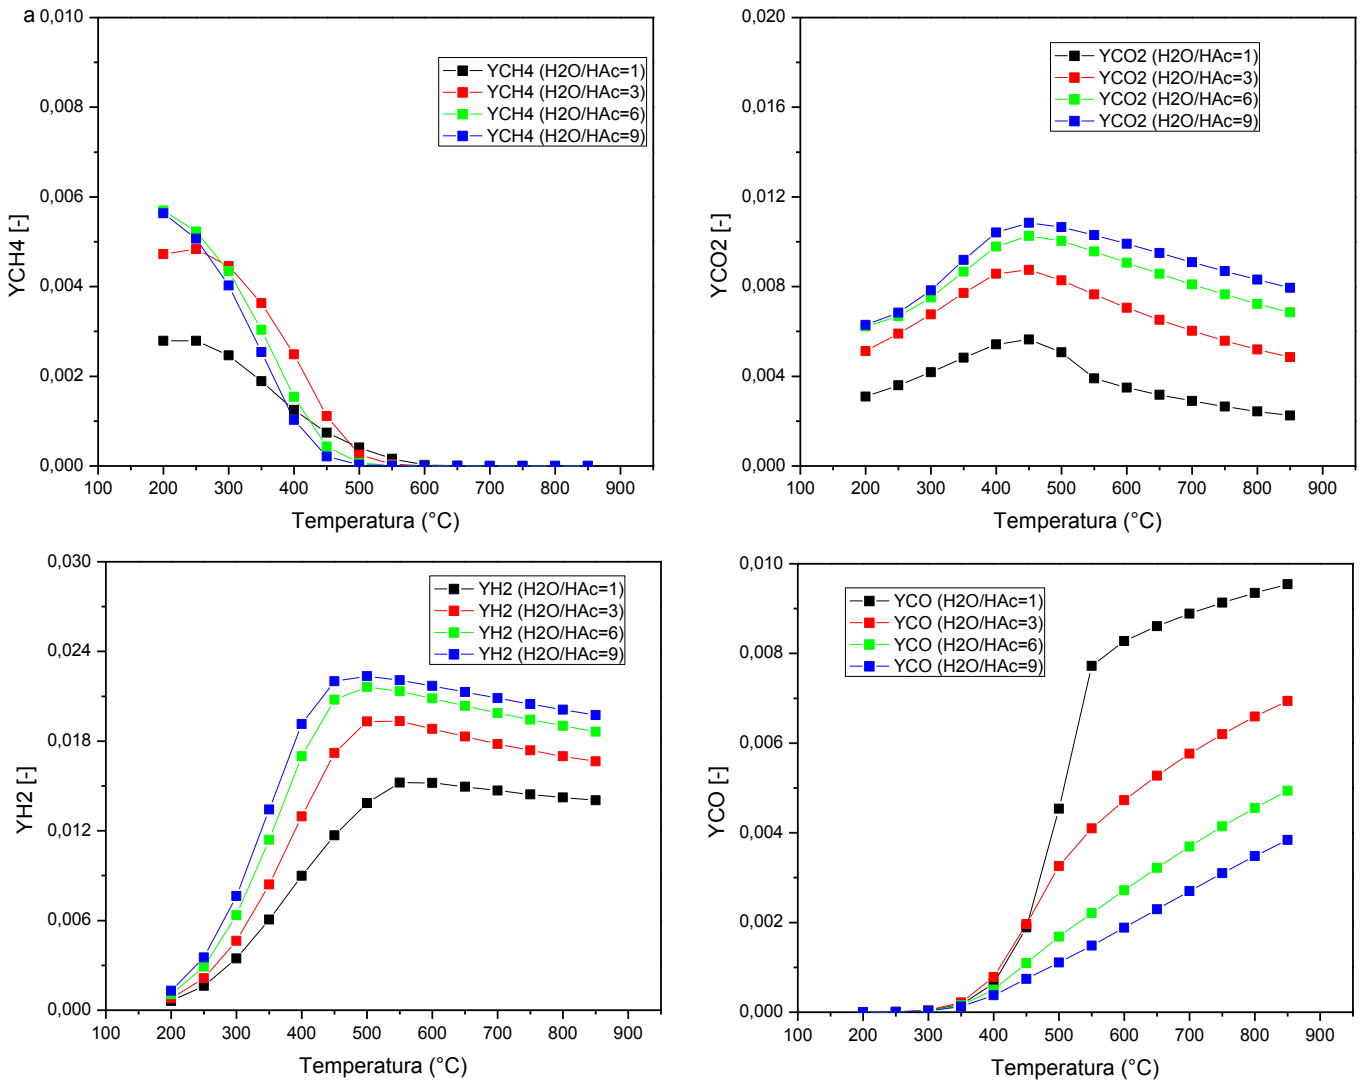 a
0,010
0,008
0,006
0,004
0,002
0,000
YCH4 [-]
YCH4 (H2O/HAc=1)
YCH4 (H2O/HAc=3)
YCH4 (H2O/HAc=6)
YCH4 (H2O/HAc=9)
100 200 300 400 500 600 700 800 900
Temperatura (°C)
0,020
0,016
0,012
0,008
0,004
0,000
YCO2 [-]
YCO2 (H2O/HAc=1)
YCO2 (H2O/HAc=3)
YCO2 (H2O/HAc=6)
YCO2 (H2O/HAc=9)
100 200 300 400 500 600 700 800 900
Temperatura (°C)
0,030
0,024
0,018
0,012
0,006
0,000
YH2 [-]
YH2 (H2O/HAc=1)
YH2 (H2O/HAc=3)
YH2 (H2O/HAc=6)
YH2 (H2O/HAc=9)
100 200 300 400 500 600 700 800 900
Temperatura (°C)
0,010
0,008
0,006
0,004
0,002
0,000
YCO [-]
YCO (H2O/HAc=1)
YCO (H2O/HAc=3)
YCO (H2O/HAc=6)
YCO (H2O/HAc=9)
100 200 300 400 500 600 700 800 900
Temperatura (°C)